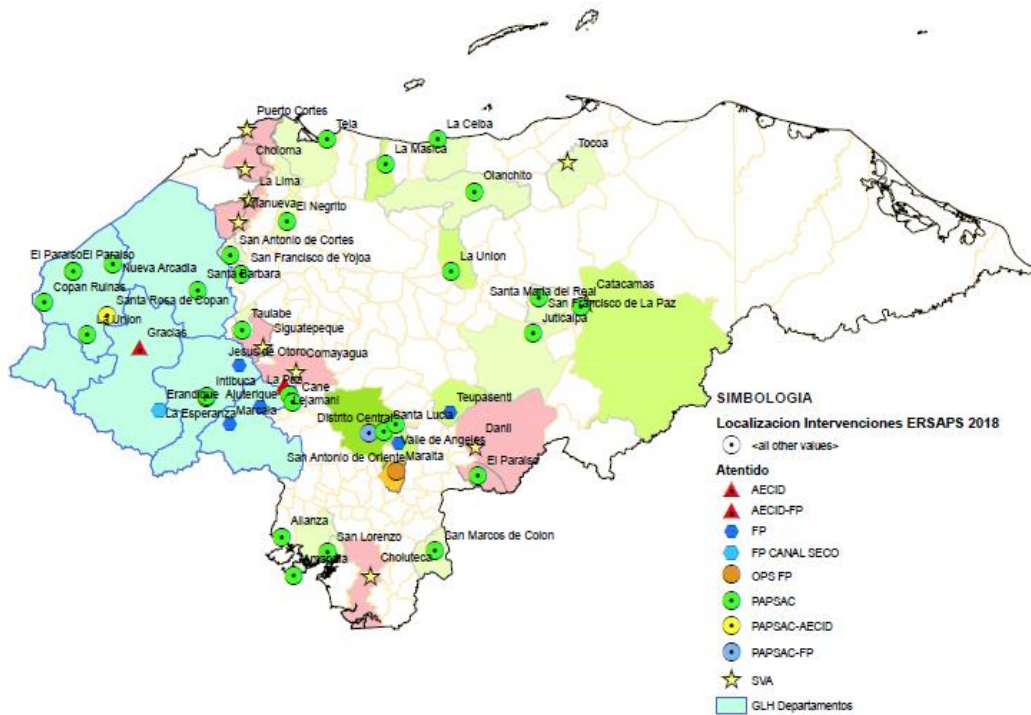 Puerto Cortes
Tela
La Ceiba
La Masica
Tocoa
Choloma
La Lima
Olanchito
El Negrito
San Antonio de Cortes
San Francisco de Yojoa
El Paraiso
El Paraiso
Nueva Arcadia
Santa Barbara
La Union
Copan Ruinas
Santa Rosa de Copan
Santa Maria del Real
Catacamas
San Francisco de La Paz
Juticalpa
La Union
Gracias
Taulabe
Siguatepeque
Jesus de Otoro
Comayagua
Intibuca
La Paz
Cane
Erandique
Ajuterique
Lejamani
La Esperanza
Marcala
Teupasenti
Distrito Central
Santa Lucia
Danli
Valle de Angeles
San Antonio de Oriente
Maraita
El Paraiso
Alianza
San Lorenzo
San Marcos de Colon
Amapala
Choluteca
SIMBOLOGIA
Localizacion Intervenciones ERSAPS 2018
<all other values>
Atentido
AECID
AECID-FP
FP
FP CANAL SECO
OPS FP
PAPSAC
PAPSAC-AECID
PAPSAC-FP
SVA
GLH Departamentos